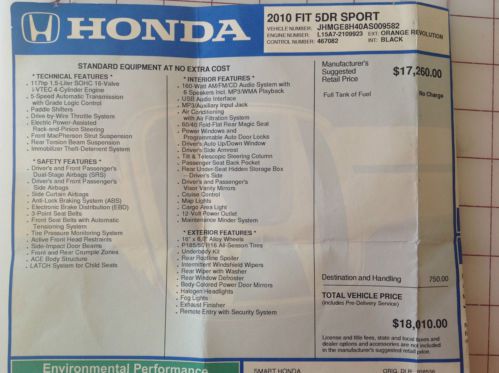 HONDA
2010 FIT 5DR SPORT
VEHICLE NUMBER: JHMGE8H40AS009582
ENGINE NUMBER: L15A7-2109923 EXT: ORANGE REVOLUTION
CONTROL NUMBER: 467082 INT: BLACK
STANDARD EQUIPMENT AT NO EXTRA COST
* TECHNICAL FEATURES *
117hp 1.5-Liter SOHC 16-Valve
i-VTEC 4-Cylinder Engine
5-Speed Automatic Transmission
with Grade Logic Control
Paddle Shifters
Drive-by-Wire Throttle System
Electric Power-Assisted
Rack-and-Pinion Steering
Front MacPherson Strut Suspension
Rear Torsion Beam Suspension
Immobilizer Theft-Deterrent System
* SAFETY FEATURES *
Driver's and Front Passenger's
Dual-Stage Airbags (SRS)
Driver's and Front Passenger's
Side Airbags
Side Curtain Airbags
Anti-Lock Braking System (ABS)
Electronic Brake Distribution (EBD)
3-Point Seat Belts
Front Seat Belts with Automatic
Tensioning System
Tire Pressure Monitoring System
Active Front Head Restraints
Side-Impact Door Beams
Front and Rear Crumple Zones
ACE Body Structure
LATCH System for Child Seats
* INTERIOR FEATURES *
160-Watt AM/FM/CD Audio System with
6 Speakers Incl. MP3/WMA Playback
USB Audio Interface
MP3/Auxiliary Input Jack
Air Conditioning
with Air Filtration System
60/40 Fold-Flat Rear Magic Seat
Power Windows and
Programmable Auto Door Locks
Driver's Auto Up/Down Window
Driver's Side Armrest
Tilt & Telescopic Steering Column
Passenger Seat Back Pocket
Rear Under-Seat Hidden Storage Box
- Driver's Side
Driver's and Passenger's
Visor Vanity Mirrors
Cruise Control
Map Lights
Cargo Area Light
12-Volt Power Outlet
Maintenance Minder System
* EXTERIOR FEATURES *
16" x 6.0" Alloy Wheels
P185/55/R16 All-Season Tires
Underbody Kit
Rear Roofline Spoiler
Intermittent Windshield Wipers
Rear Wiper with Washer
Rear Window Defroster
Body Colored Power Door Mirrors
Halogen Headlights
Fog Lights
Exhaust Finisher
Remote Entry with Security System
Manufacturer's
Suggested
Retail Price $17,260.00
Full Tank of Fuel No Charge
Destination and Handling 750.00
TOTAL VEHICLE PRICE
(includes Pre-Delivery Service)
$18,010.00
License and title fees, state and local taxes and
dealer options and accessories are not included
in the manufacturer's suggested retail price.
Environmental Performance
SMART HONDA